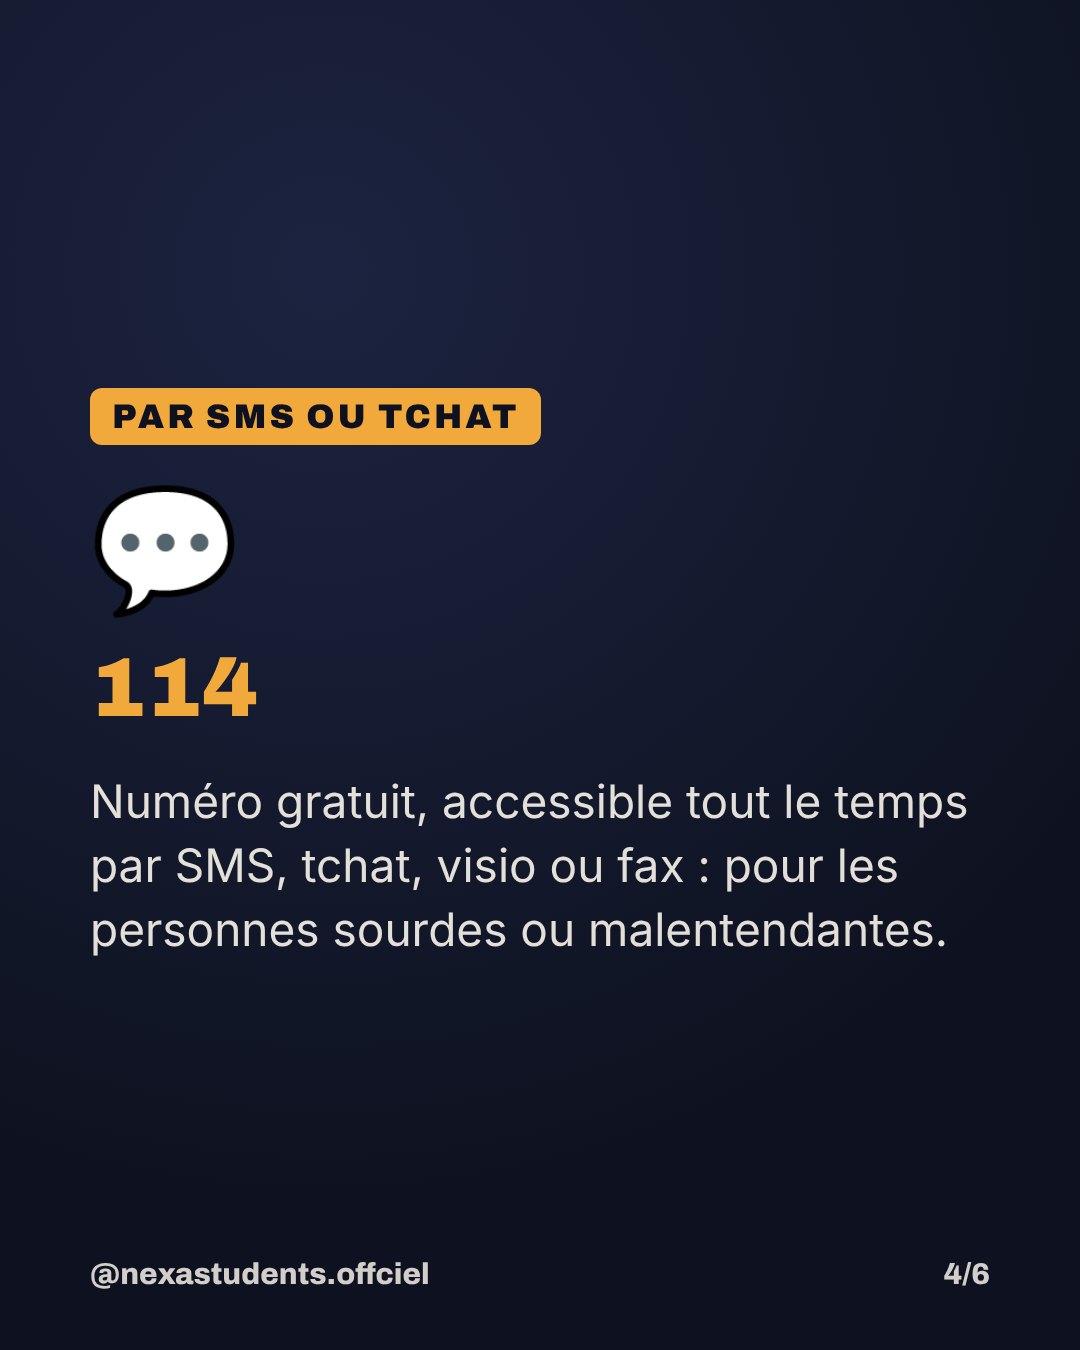 PAR SMS OU TCHAT
114
Numéro gratuit, accessible tout le temps
par SMS, tchat, visio ou fax : pour les
personnes sourdes ou malentendantes.
@nexastudents.offciel
4/6